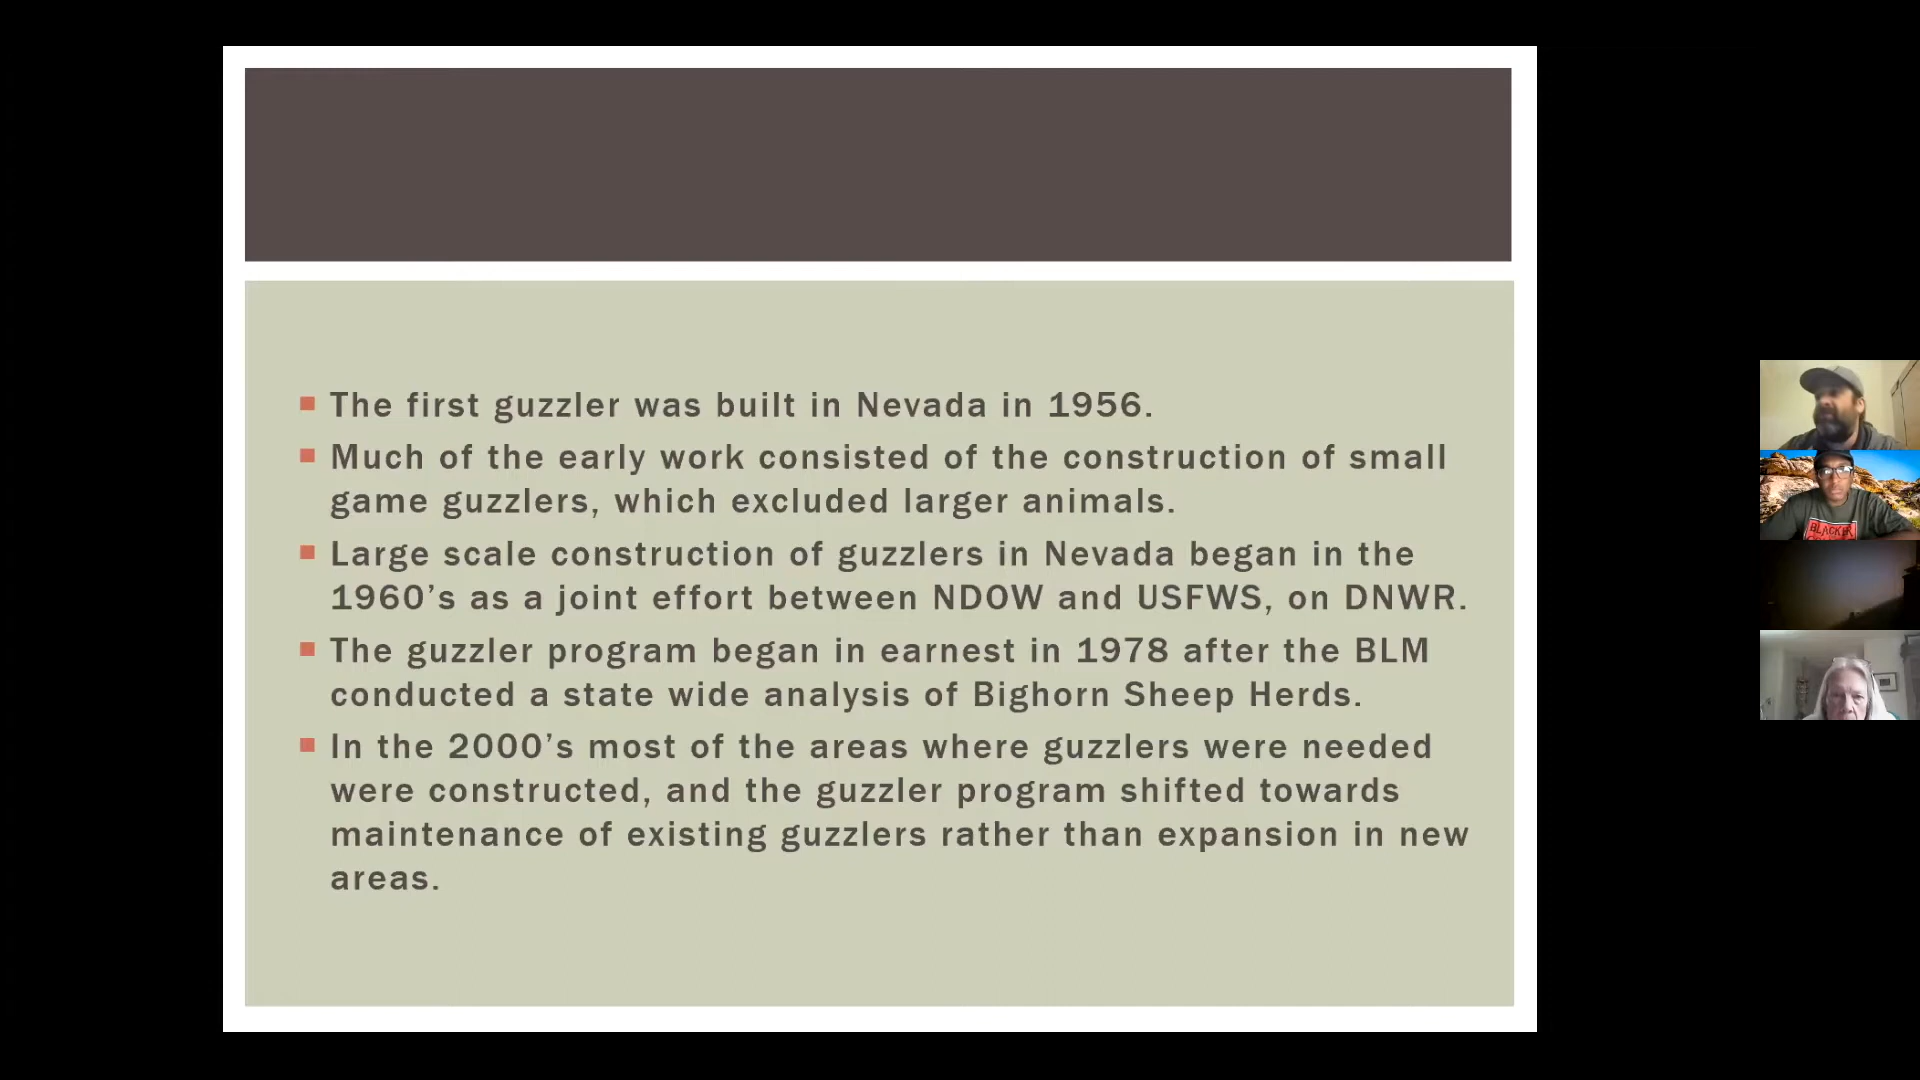 The first guzzler was built in Nevada in 1956.
Much of the early work consisted of the construction of small
game guzzlers, which excluded larger animals.
Large scale construction of guzzlers in Nevada began in the
1960’s as a joint effort between NDOW and USFWS, on DNWR.
The guzzler program began in earnest in 1978 after the BLM
conducted a state wide analysis of Bighorn Sheep Herds.
In the 2000’s most of the areas where guzzlers were needed
were constructed, and the guzzler program shifted towards
maintenance of existing guzzlers rather than expansion in new
areas.
BLACKER